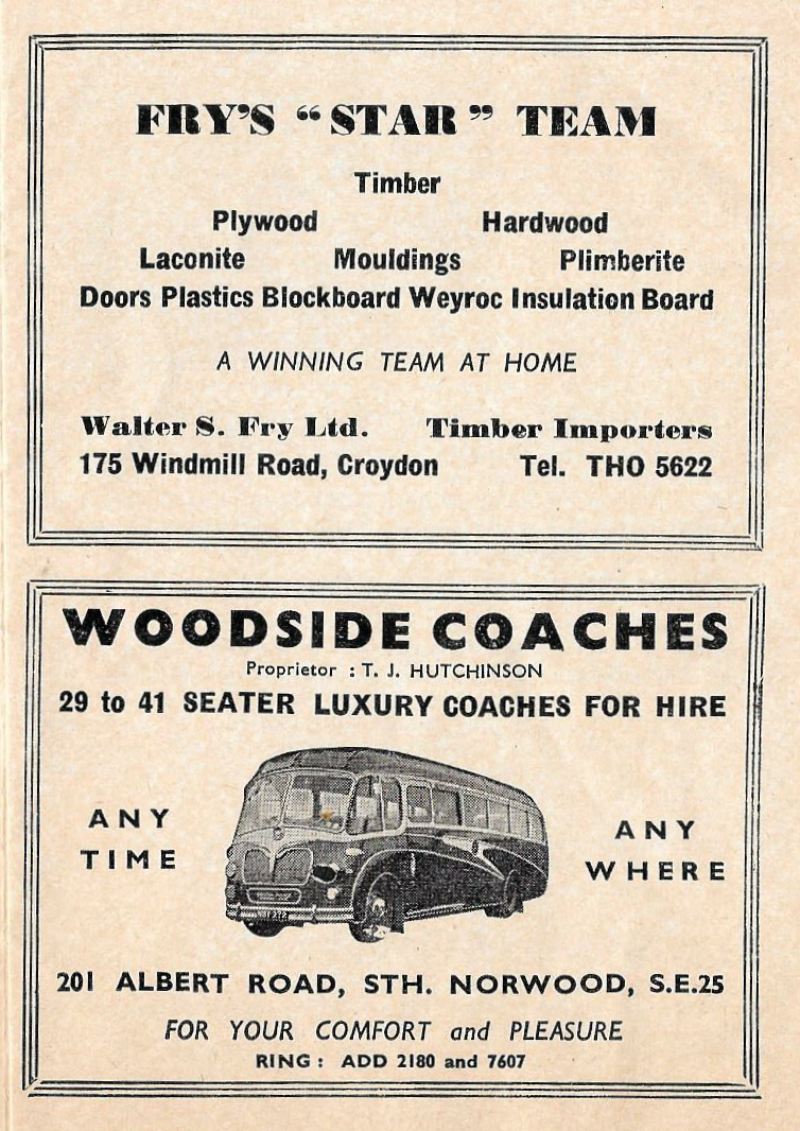 FRY'S “STAR” TEAM
Timber
Plywood Hardwood
Laconite Mouldings Plimberite
Doors Plastics Blockboard Weyroc Insulation Board
A WINNING TEAM AT HOME
Walter S. Fry Ltd. Timber Importers
175 Windmill Road, Croydon Tel. THO 5622
WOODSIDE COACHES
Proprietor : T. J. HUTCHINSON
29 to 41 SEATER LUXURY COACHES FOR HIRE
ANY
TIME
ANY
WHERE
201 ALBERT ROAD, STH. NORWOOD, S.E.25
FOR YOUR COMFORT and PLEASURE
RING : ADD 2180 and 7607